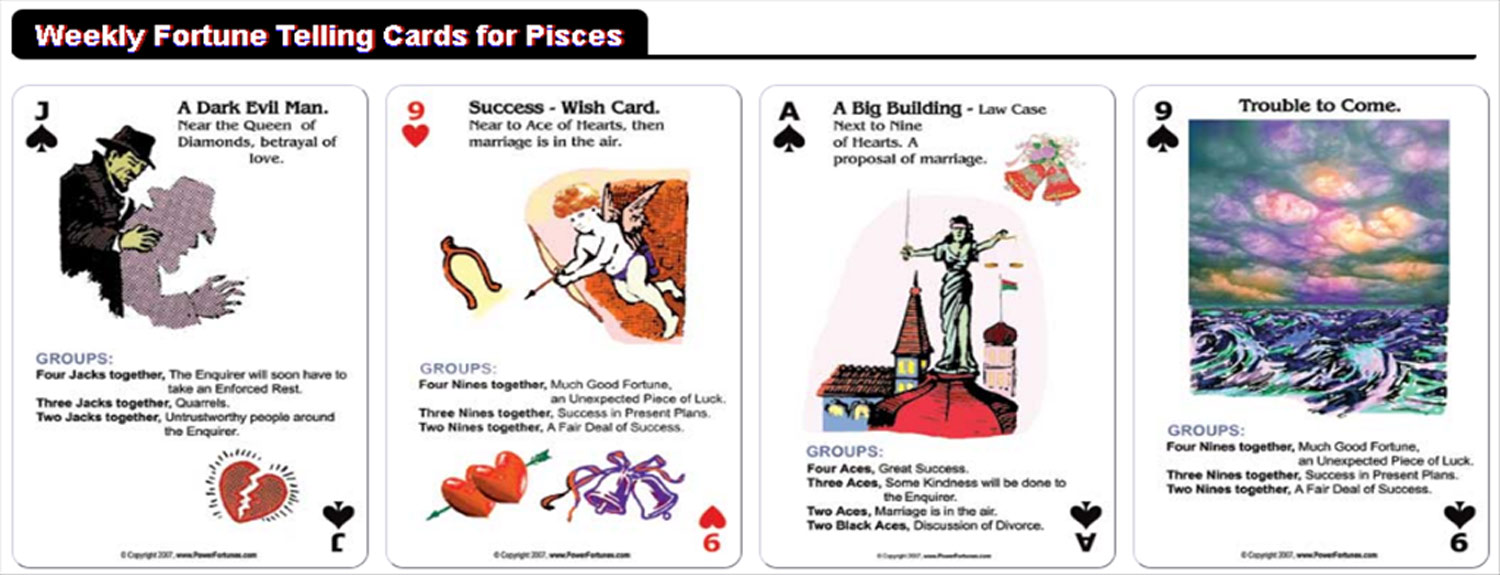 Weekly Fortune Telling Cards for Pisces
J
A Dark Evil Man.
Near the Queen of
Diamonds, betrayal of
love.
GROUPS:
Four Jacks together, The Enquirer will soon have to
take an Enforced Rest.
Three Jacks together, Quarrels.
Two Jacks together, Untrustworthy people around
the Enquirer.
J
© Copyright 2007, www.PowerFortunes.com
9
Success - Wish Card.
Near to Ace of Hearts, then
marriage is in the air.
GROUPS:
Four Nines together, Much Good Fortune,
an Unexpected Piece of Luck.
Three Nines together, Success in Present Plans.
Two Nines together, A Fair Deal of Success.
9
© Copyright 2007, www.PowerFortunes.com
A
A Big Building - Law Case
Next to Nine
of Hearts. A
proposal of marriage.
GROUPS:
Four Aces, Great Success.
Three Aces, Some Kindness will be done to
the Enquirer.
Two Aces, Marriage is in the air.
Two Black Aces, Discussion of Divorce.
A
© Copyright 2007, www.PowerFortunes.com
9
Trouble to Come.
GROUPS:
Four Nines together, Much Good Fortune,
an Unexpected Piece of Luck.
Three Nines together, Success in Present Plans.
Two Nines together, A Fair Deal of Success.
9
© Copyright 2007, www.PowerFortunes.com